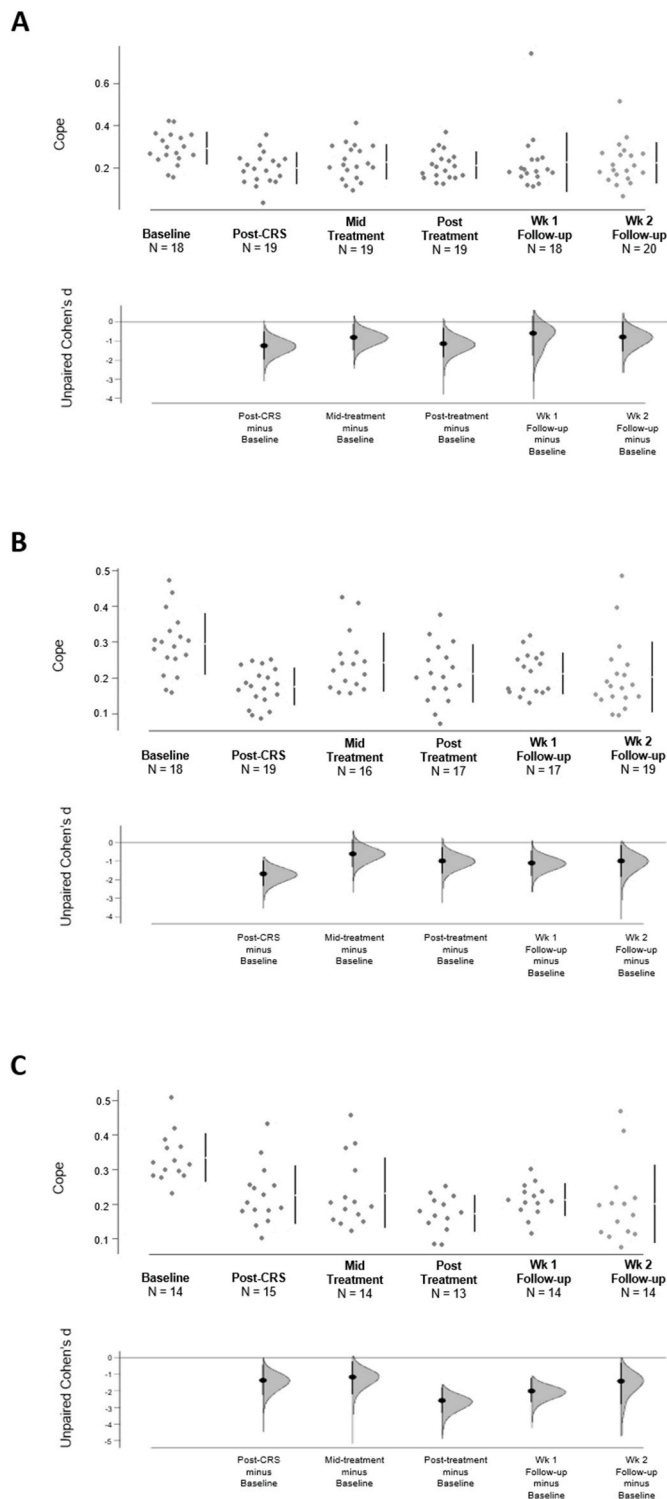 A
Cope
0.6
0.4
0.2
Baseline
N = 18
Post-CRS
N = 19
Mid
Treatment
N = 19
Post
Treatment
N = 19
Wk 1
Follow-up
N = 18
Wk 2
Follow-up
N = 20
Unpaired Cohen's d
0
-1
-2
-3
-4
Post-CRS
minus
Baseline
Mid-treatment
minus
Baseline
Post-treatment
minus
Baseline
Wk 1
Follow-up
minus
Baseline
Wk 2
Follow-up
minus
Baseline
B
Cope
0.5
0.4
0.3
0.2
0.1
Baseline
N = 18
Post-CRS
N = 19
Mid
Treatment
N = 16
Post
Treatment
N = 17
Wk 1
Follow-up
N = 17
Wk 2
Follow-up
N = 19
Unpaired Cohen's d
0
-1
-2
-3
-4
Post-CRS
minus
Baseline
Mid-treatment
minus
Baseline
Post-treatment
minus
Baseline
Wk 1
Follow-up
minus
Baseline
Wk 2
Follow-up
minus
Baseline
C
Cope
0.5
0.4
0.3
0.2
0.1
Baseline
N = 14
Post-CRS
N = 15
Mid
Treatment
N = 14
Post
Treatment
N = 13
Wk 1
Follow-up
N = 14
Wk 2
Follow-up
N = 14
Unpaired Cohen's d
0
-1
-2
-3
-4
-5
Post-CRS
minus
Baseline
Mid-treatment
minus
Baseline
Post-treatment
minus
Baseline
Wk 1
Follow-up
minus
Baseline
Wk 2
Follow-up
minus
Baseline